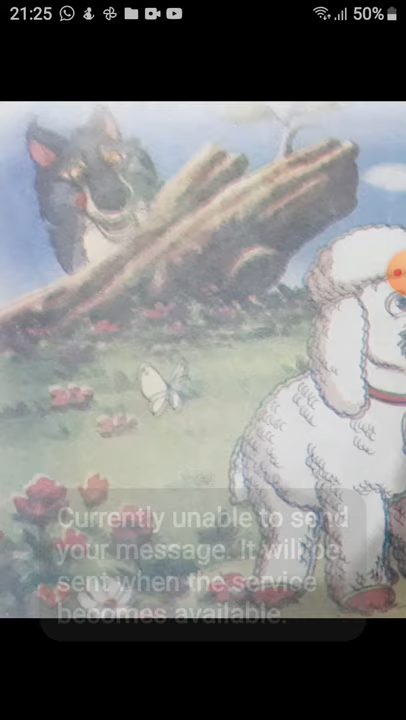 21:25
50%
Currently unable to send
your message. It will be
sent when the service
becomes available.